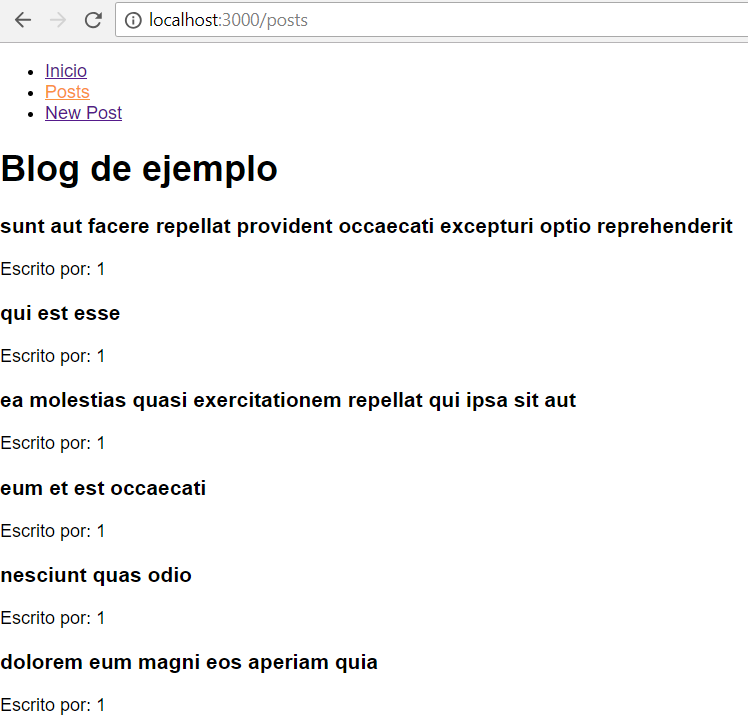 localhost:3000/posts
Inicio
Posts
New Post
Blog de ejemplo
sunt aut facere repellat provident occaecati excepturi optio reprehenderit
Escrito por: 1
qui est esse
Escrito por: 1
ea molestias quasi exercitationem repellat qui ipsa sit aut
Escrito por: 1
eum et est occaecati
Escrito por: 1
nesciunt quas odio
Escrito por: 1
dolorem eum magni eos aperiam quia
Escrito por: 1